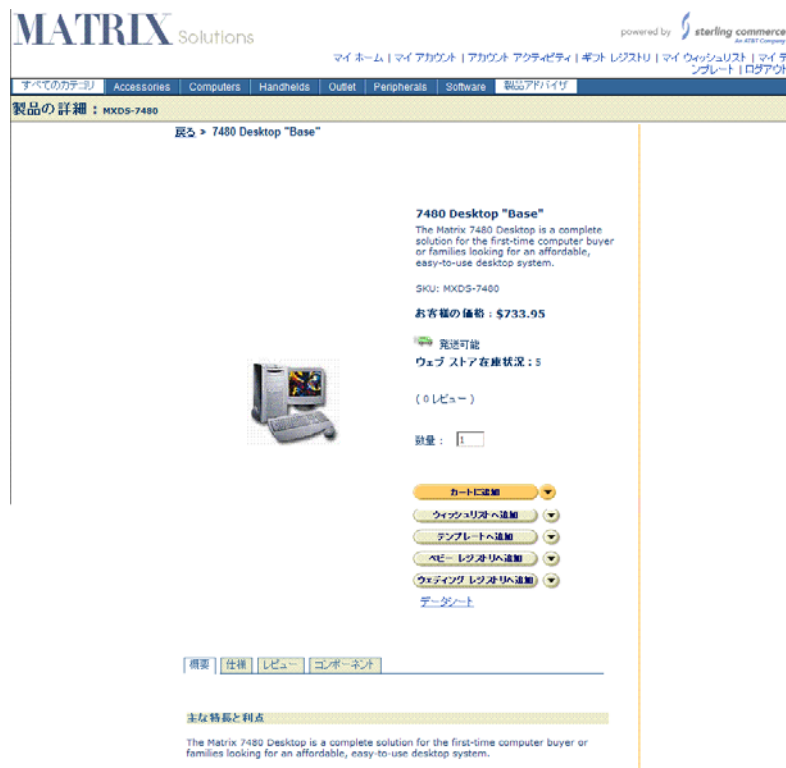 MATRIX Solutions
powered by sterling commerce
An AT&T Company
マイ ホーム | マイ アカウント | アカウント アクティビティ | ギフト レジストリ | マイ ウィッシュリスト | マイ テ
ンプレート | ログアウト
すべてのカテゴリ Accessories Computers Handhelds Outlet Peripherals Software 製品アドバイザ
製品の詳細 : MXDS-7480
戻る » 7480 Desktop "Base"
7480 Desktop "Base"
The Matrix 7480 Desktop is a complete
solution for the first-time computer buyer
or families looking for an affordable,
easy-to-use desktop system.
SKU: MXDS-7480
お客様の価格 : $733.95
発送可能
ウェブ ストア在庫状況 : 5
( 0 レビュー )
数量 : 1
カートに追加
ウィッシュリストへ追加
テンプレートへ追加
ベビー レジストリへ追加
ウェディング レジストリへ追加
データシート
概要 仕様 レビュー コンポーネント
主な特長と利点
The Matrix 7480 Desktop is a complete solution for the first-time computer buyer or
families looking for an affordable, easy-to-use desktop system.